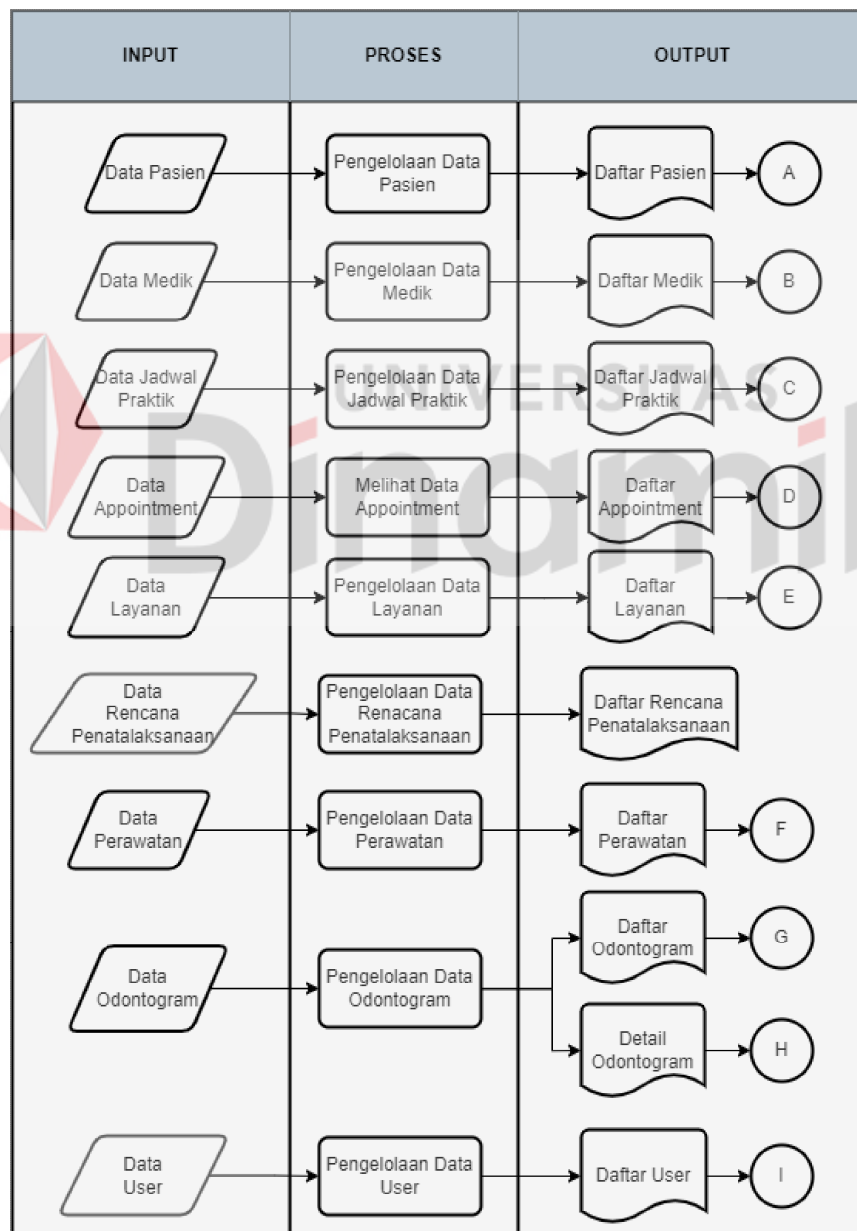 INPUT
PROSES
OUTPUT
Data Pasien
Pengelolaan Data
Pasien
Daftar Pasien
A
Data Medik
Pengelolaan Data
Medik
Daftar Medik
B
Data Jadwal
Praktik
Pengelolaan Data
Jadwal Praktik
Daftar Jadwal
Praktik
C
UNIVERSITAS
Dinamik
Data
Appointment
Melihat Data
Appointment
Daftar
Appointment
D
Data
Layanan
Pengelolaan Data
Layanan
Daftar
Layanan
E
Data
Rencana
Penatalaksanaan
Pengelolaan Data
Renacana
Penatalaksanaan
Daftar Rencana
Penatalaksanaan
Data
Perawatan
Pengelolaan Data
Perawatan
Daftar
Perawatan
F
Data
Odontogram
Pengelolaan Data
Odontogram
Daftar
Odontogram
G
Detail
Odontogram
H
Data
User
Pengelolaan Data
User
Daftar User
I